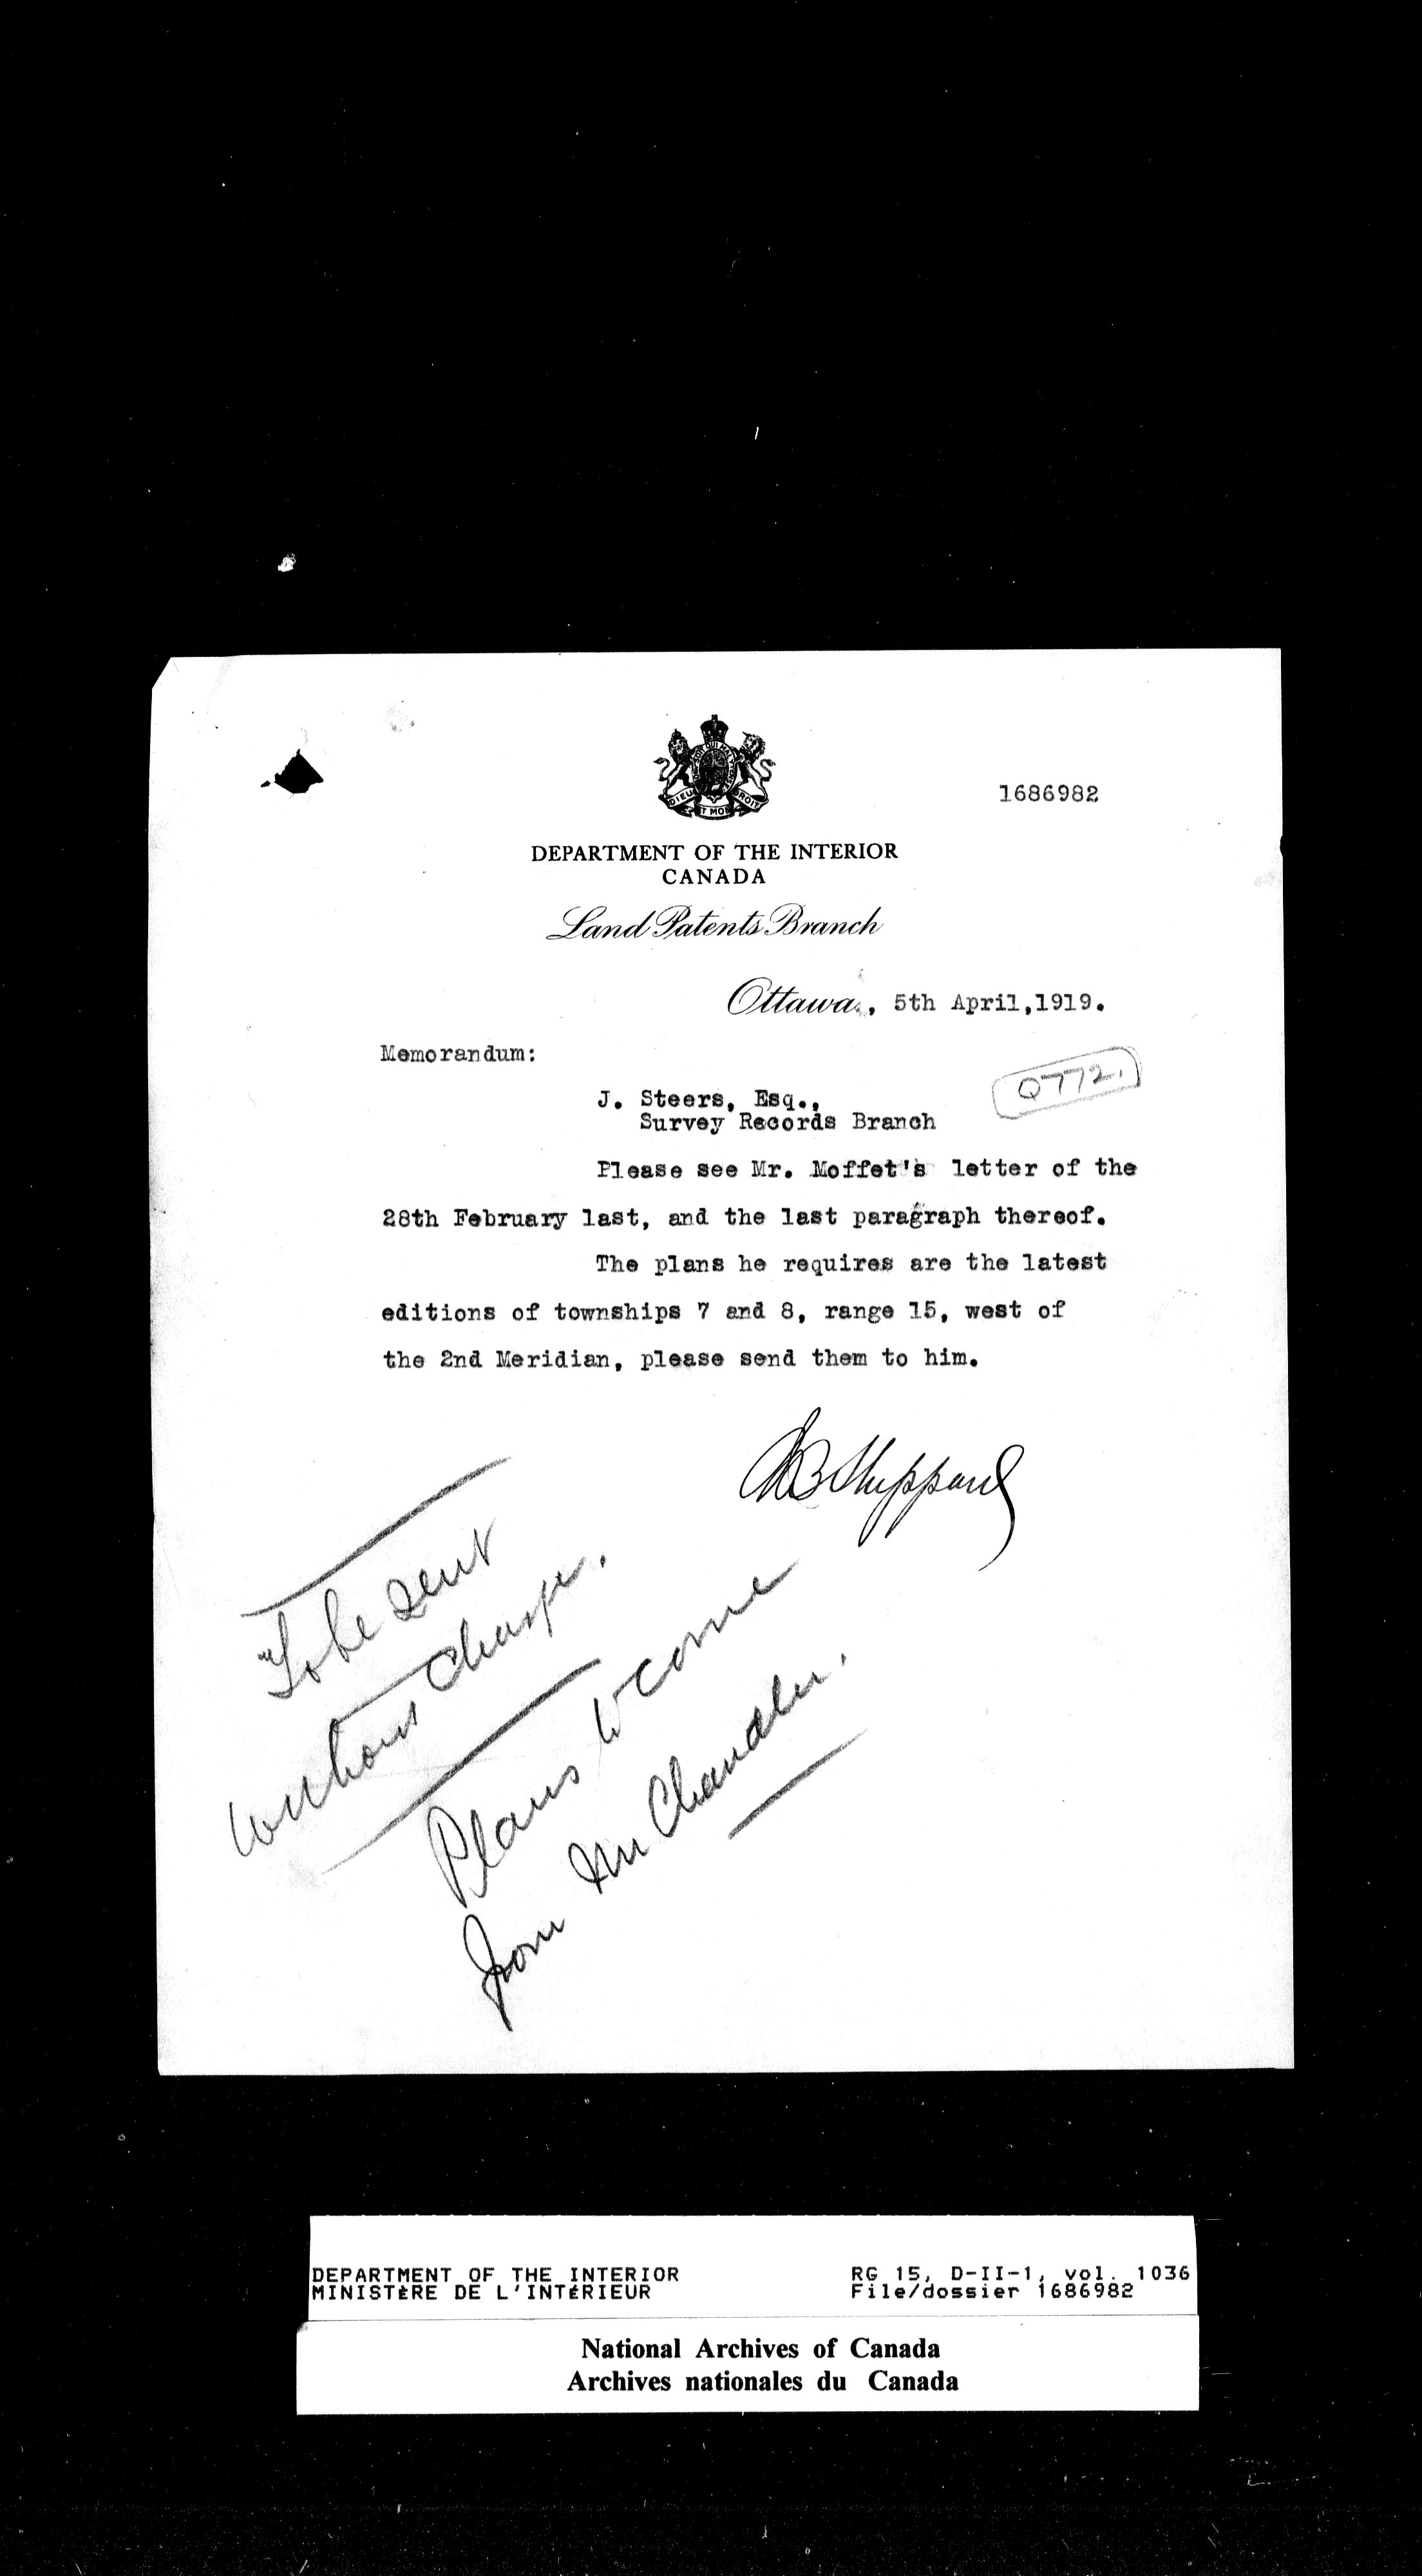 1686982
DIEU ET MON DROIT
DEPARTMENT OF THE INTERIOR
CANADA
Land Patents Branch
Ottawa, 5th April, 1919.
Memorandum:
Q772.
J. Steers, Esq.,
Survey Records Branch
Please see Mr. Moffet's letter of the
28th February last, and the last paragraph thereof.
The plans he requires are the latest
editions of townships 7 and 8, range 15, west of
the 2nd Meridian, please send them to him.
Sheppard
To be sent
without charge.
Plans to come
from Mr Chandler.
DEPARTMENT OF THE INTERIOR RG 15, D-II-1, vol. 1036
MINISTÈRE DE L'INTÉRIEUR File/dossier 1686982
National Archives of Canada
Archives nationales du Canada